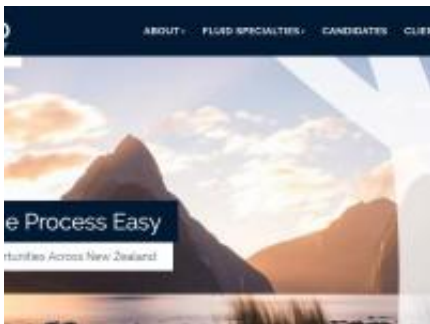 ABOUT FLUID SPECIALTIES CANDIDATES CLIE
e Process Easy
rtunities Across New Zealand